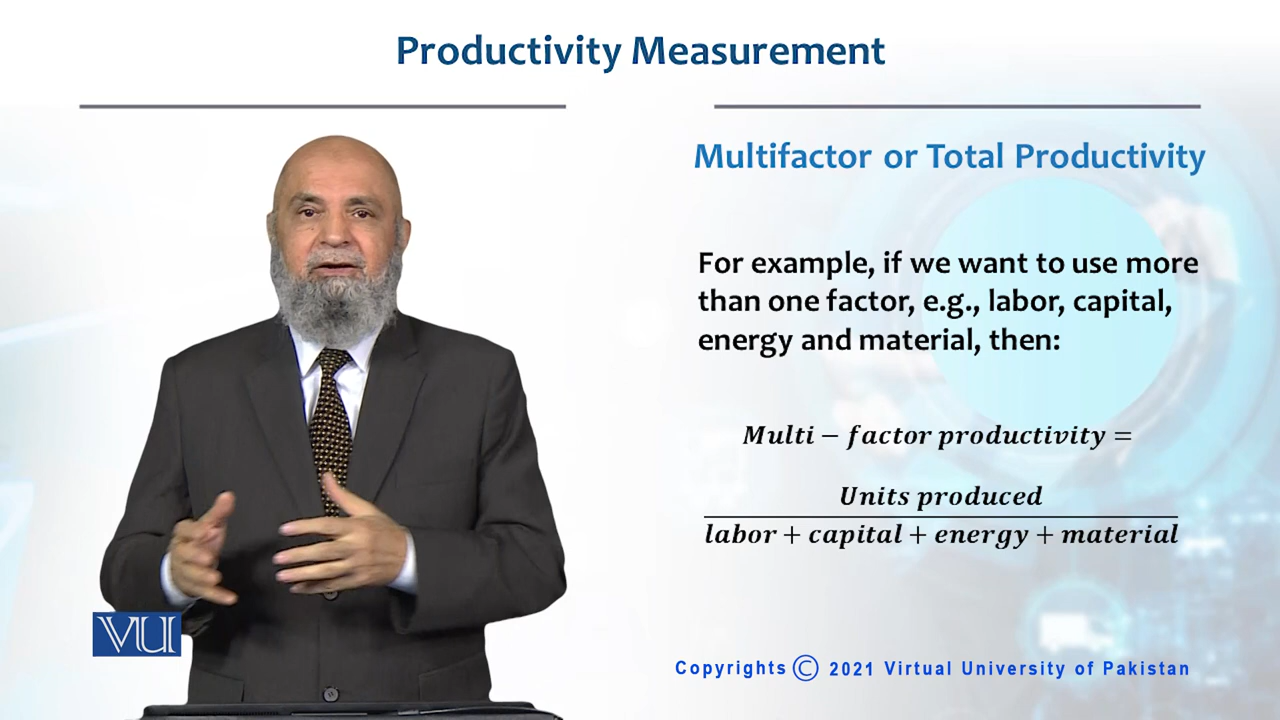 Productivity Measurement
Multifactor or Total Productivity
For example, if we want to use more
than one factor, e.g., labor, capital,
energy and material, then:
Multi − factor productivity =
Units produced
labor + capital + energy + material
VU
Copyrights © 2021 Virtual University of Pakistan